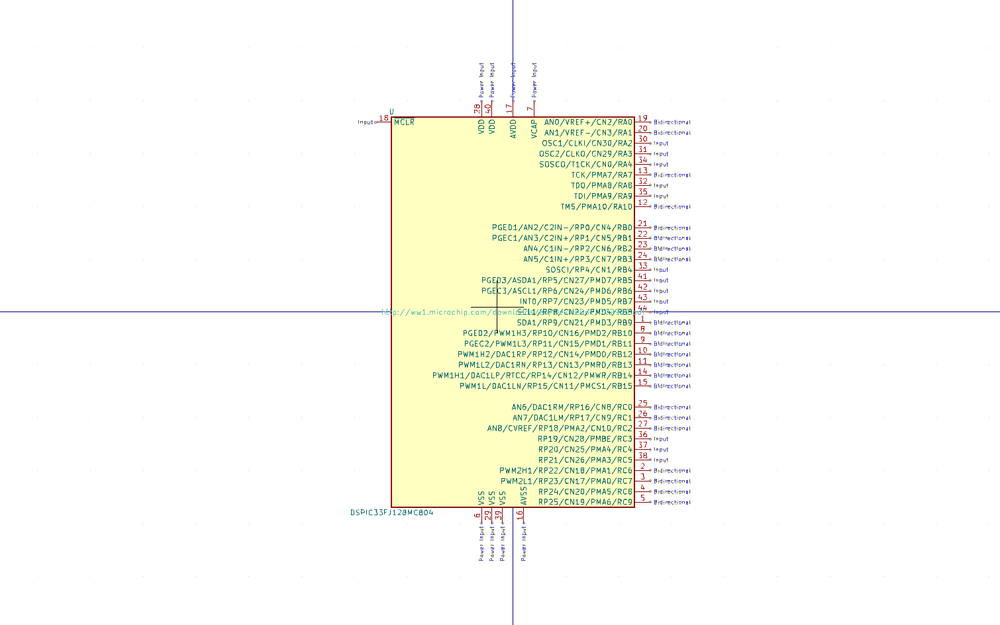 Power Input Power Input Power Input Power Input
28 40 17 7
U
Input 18 MCLR
VDD VDD AVDD VCAP
AN0/VREF+/CN2/RA0 19 Bidirectional
AN1/VREF-/CN3/RA1 20 Bidirectional
OSC1/CLKI/CN30/RA2 30 Input
OSC2/CLKO/CN29/RA3 31 Input
SOSCO/T1CK/CN0/RA4 34 Input
TCK/PMA7/RA7 13 Bidirectional
TDO/PMA8/RA8 32 Input
TDI/PMA9/RA9 35 Input
TMS/PMA10/RA10 12 Bidirectional
PGED1/AN2/C2IN-/RP0/CN4/RB0 21 Bidirectional
PGEC1/AN3/C2IN+/RP1/CN5/RB1 22 Bidirectional
AN4/C1IN-/RP2/CN6/RB2 23 Bidirectional
AN5/C1IN+/RP3/CN7/RB3 24 Bidirectional
SOSCI/RP4/CN1/RB4 33 Input
PGED3/ASDA1/RP5/CN27/PMD7/RB5 41 Input
PGEC3/ASCL1/RP6/CN24/PMD6/RB6 42 Input
INT0/RP7/CN23/PMD5/RB7 43 Input
SCL1/RP8/CN22/PMD4/RB8 44 Input
http://ww1.microchip.com/downloads
SDA1/RP9/CN21/PMD3/RB9 1 Bidirectional
PGED2/PWM1H3/RP10/CN16/PMD2/RB10 8 Bidirectional
PGEC2/PWM1L3/RP11/CN15/PMD1/RB11 9 Bidirectional
PWM1H2/DAC1RP/RP12/CN14/PMD0/RB12 10 Bidirectional
PWM1L2/DAC1RN/RP13/CN13/PMRD/RB13 11 Bidirectional
PWM1H1/DAC1LP/RTCC/RP14/CN12/PMWR/RB14 14 Bidirectional
PWM1L/DAC1LN/RP15/CN11/PMCS1/RB15 15 Bidirectional
AN6/DAC1RM/RP16/CN8/RC0 25 Bidirectional
AN7/DAC1LM/RP17/CN9/RC1 26 Bidirectional
AN8/CVREF/RP18/PMA2/CN10/RC2 27 Bidirectional
RP19/CN28/PMBE/RC3 36 Input
RP20/CN25/PMA4/RC4 37 Input
RP21/CN26/PMA3/RC5 38 Input
PWM2H1/RP22/CN18/PMA1/RC6 2 Bidirectional
PWM2L1/RP23/CN17/PMA0/RC7 3 Bidirectional
RP24/CN20/PMA5/RC8 4 Bidirectional
RP25/CN19/PMA6/RC9 5 Bidirectional
VSS VSS VSS AVSS
DSPIC33FJ128MC804
6 29 39 16
Power Input Power Input Power Input Power Input